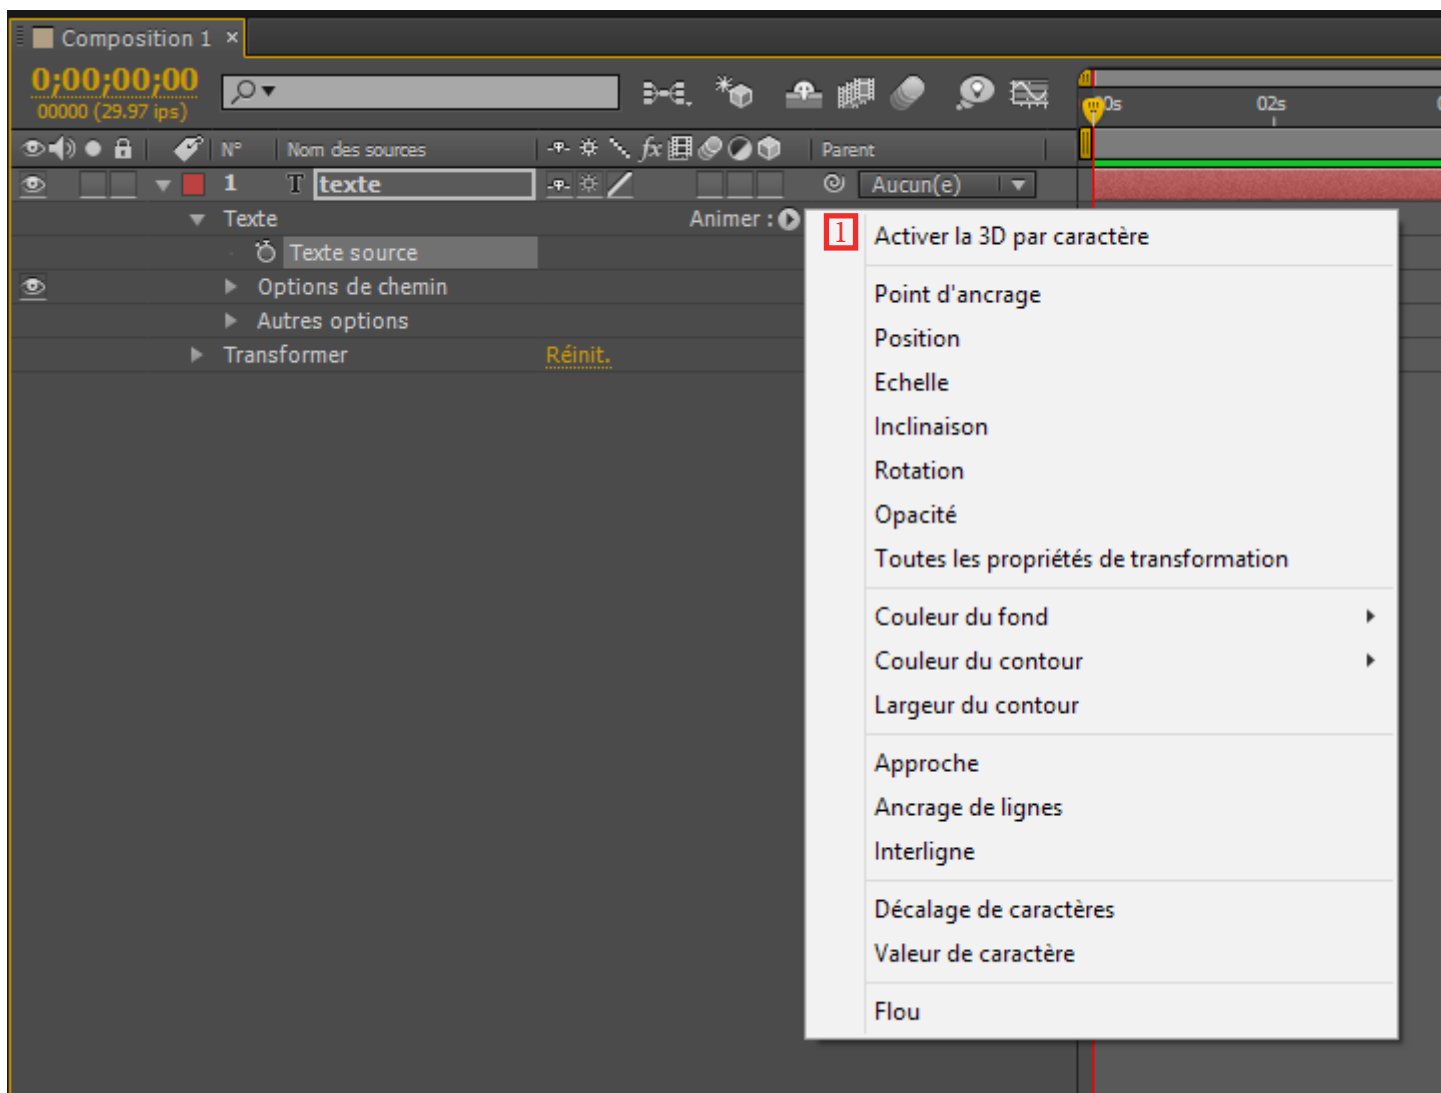 Composition 1 ×
0;00;00;00
00000 (29.97 ips)
00s 02s
N° Nom des sources fx Parent
1 T texte Aucun(e)
Texte Animer :
Texte source
Options de chemin
Autres options
Transformer Réinit.
1 Activer la 3D par caractère
Point d'ancrage
Position
Echelle
Inclinaison
Rotation
Opacité
Toutes les propriétés de transformation
Couleur du fond
Couleur du contour
Largeur du contour
Approche
Ancrage de lignes
Interligne
Décalage de caractères
Valeur de caractère
Flou